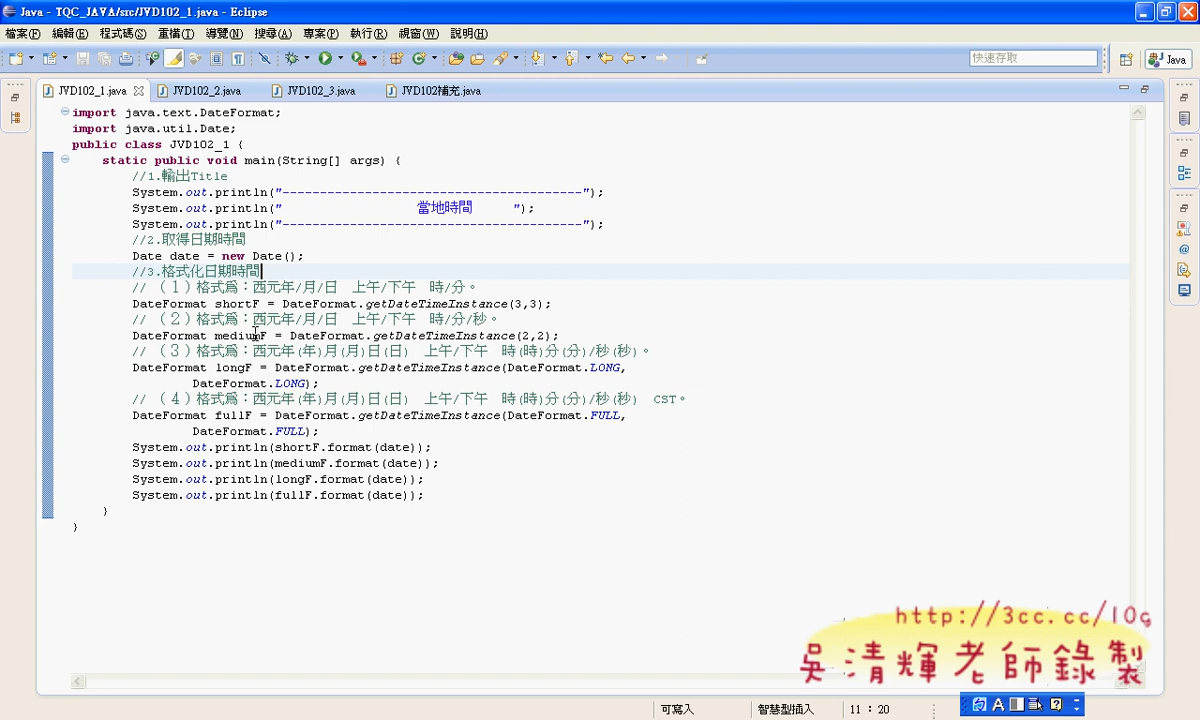 Java - TQC_JAVA/src/JVD102_1.java - Eclipse
檔案(F) 編輯(E) 程式碼(S) 重構(T) 導覽(N) 搜尋(A) 專案(P) 執行(R) 視窗(W) 說明(H)
快速存取 Java
JVD102_1.java JVD102_2.java JVD102_3.java JVD102補充.java
import java.text.DateFormat;
import java.util.Date;
public class JVD102_1 {
static public void main(String[] args) {
//1.輸出Title
System.out.println("----------------------------------------");
System.out.println(" 當地時間 ");
System.out.println("----------------------------------------");
//2.取得日期時間
Date date = new Date();
//3.格式化日期時間
// （１）格式為：西元年/月/日　上午/下午　時/分。
DateFormat shortF = DateFormat.getDateTimeInstance(3,3);
// （２）格式為：西元年/月/日　上午/下午　時/分/秒。
DateFormat mediumF = DateFormat.getDateTimeInstance(2,2);
// （３）格式為：西元年(年)月(月)日(日)　上午/下午　時(時)分(分)/秒(秒)。
DateFormat longF = DateFormat.getDateTimeInstance(DateFormat.LONG,
DateFormat.LONG);
// （４）格式為：西元年(年)月(月)日(日)　上午/下午　時(時)分(分)/秒(秒)　CST。
DateFormat fullF = DateFormat.getDateTimeInstance(DateFormat.FULL,
DateFormat.FULL);
System.out.println(shortF.format(date));
System.out.println(mediumF.format(date));
System.out.println(longF.format(date));
System.out.println(fullF.format(date));
}
}
http://3cc.cc/10g
吳清輝老師錄製
可寫入 智慧型插入 11 : 20